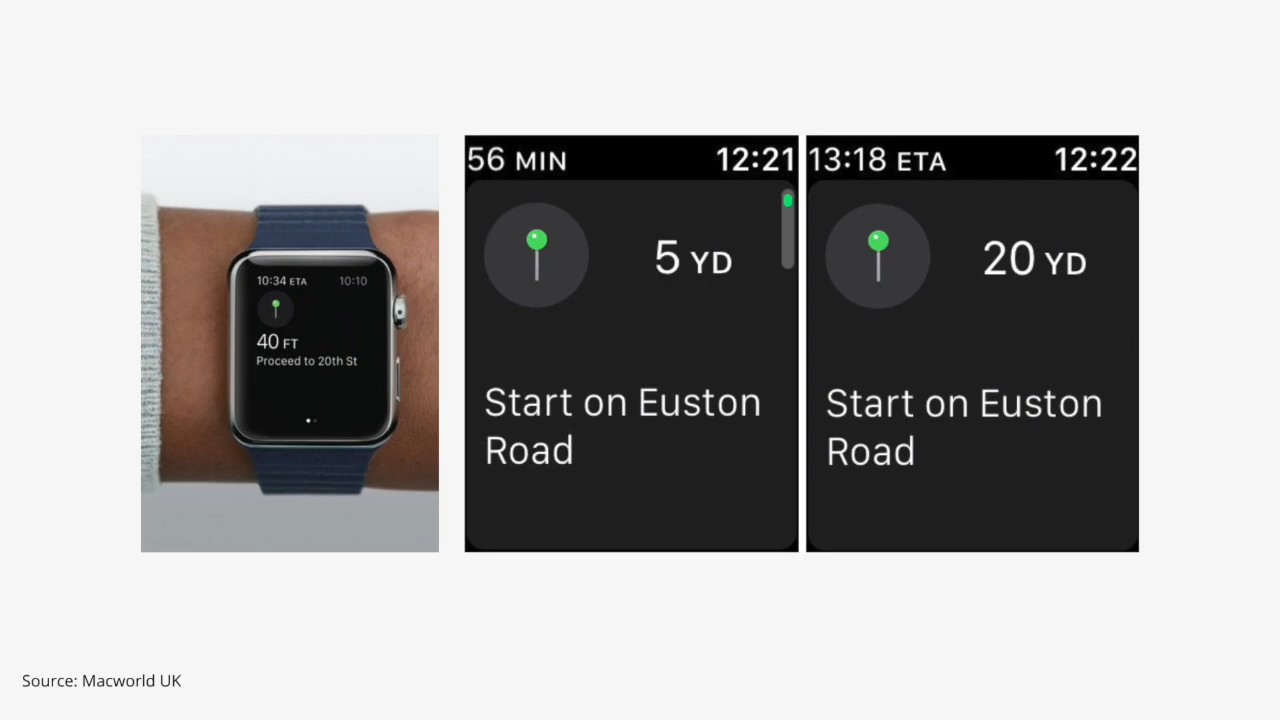 10:34 ETA 10:10
40 FT
Proceed to 20th St
56 MIN 12:21
5 YD
Start on Euston
Road
13:18 ETA 12:22
20 YD
Start on Euston
Road
Source: Macworld UK